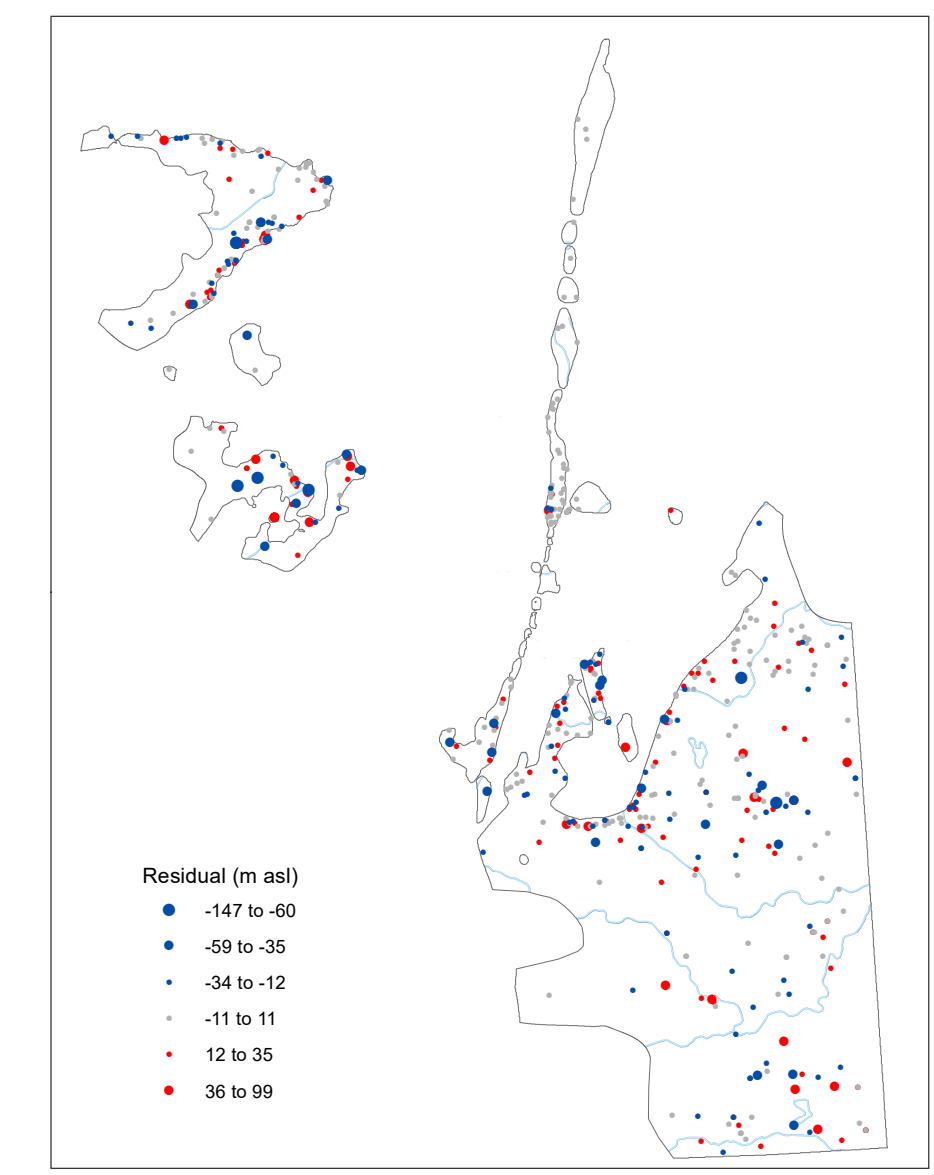 Residual (m asl)
-147 to -60
-59 to -35
-34 to -12
-11 to 11
12 to 35
36 to 99